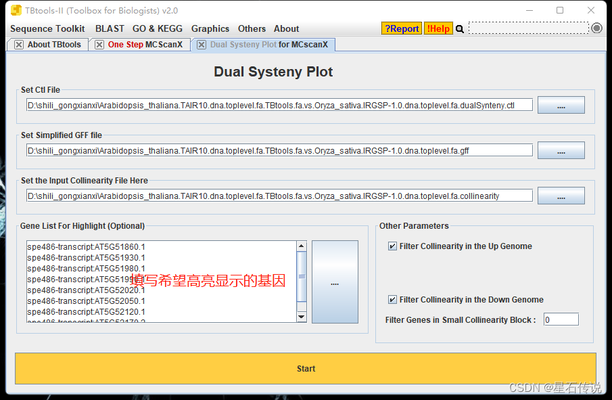 TBtools-II (Toolbox for Biologists) v2.0
Sequence Toolkit BLAST GO & KEGG Graphics Others About ?Report !Help
About TBtools One Step MCScanX Dual Systeny Plot for MCscanX
Dual Systeny Plot
Set Ctl File
D:\shili_gongxianxi\Arabidopsis_thaliana.TAIR10.dna.toplevel.fa.TBtools.fa.vs.Oryza_sativa.IRGSP-1.0.dna.toplevel.fa.dualSynteny.ctl ....
Set Simplified GFF file
D:\shili_gongxianxi\Arabidopsis_thaliana.TAIR10.dna.toplevel.fa.TBtools.fa.vs.Oryza_sativa.IRGSP-1.0.dna.toplevel.fa.gff ....
Set the Input Collinearity File Here
D:\shili_gongxianxi\Arabidopsis_thaliana.TAIR10.dna.toplevel.fa.TBtools.fa.vs.Oryza_sativa.IRGSP-1.0.dna.toplevel.fa.collinearity ....
Gene List For Highlight (Optional)
spe486-transcript:AT5G51860.1
spe486-transcript:AT5G51930.1
spe486-transcript:AT5G51980.1
填写希望高亮显示的基因
spe486-transcript:AT5G52020.1
spe486-transcript:AT5G52050.1
spe486-transcript:AT5G52120.1
....
Other Parameters
Filter Collinearity in the Up Genome
Filter Collinearity in the Down Genome
Filter Genes in Small Collinearity Block : 0
Start
CSDN @星石传说